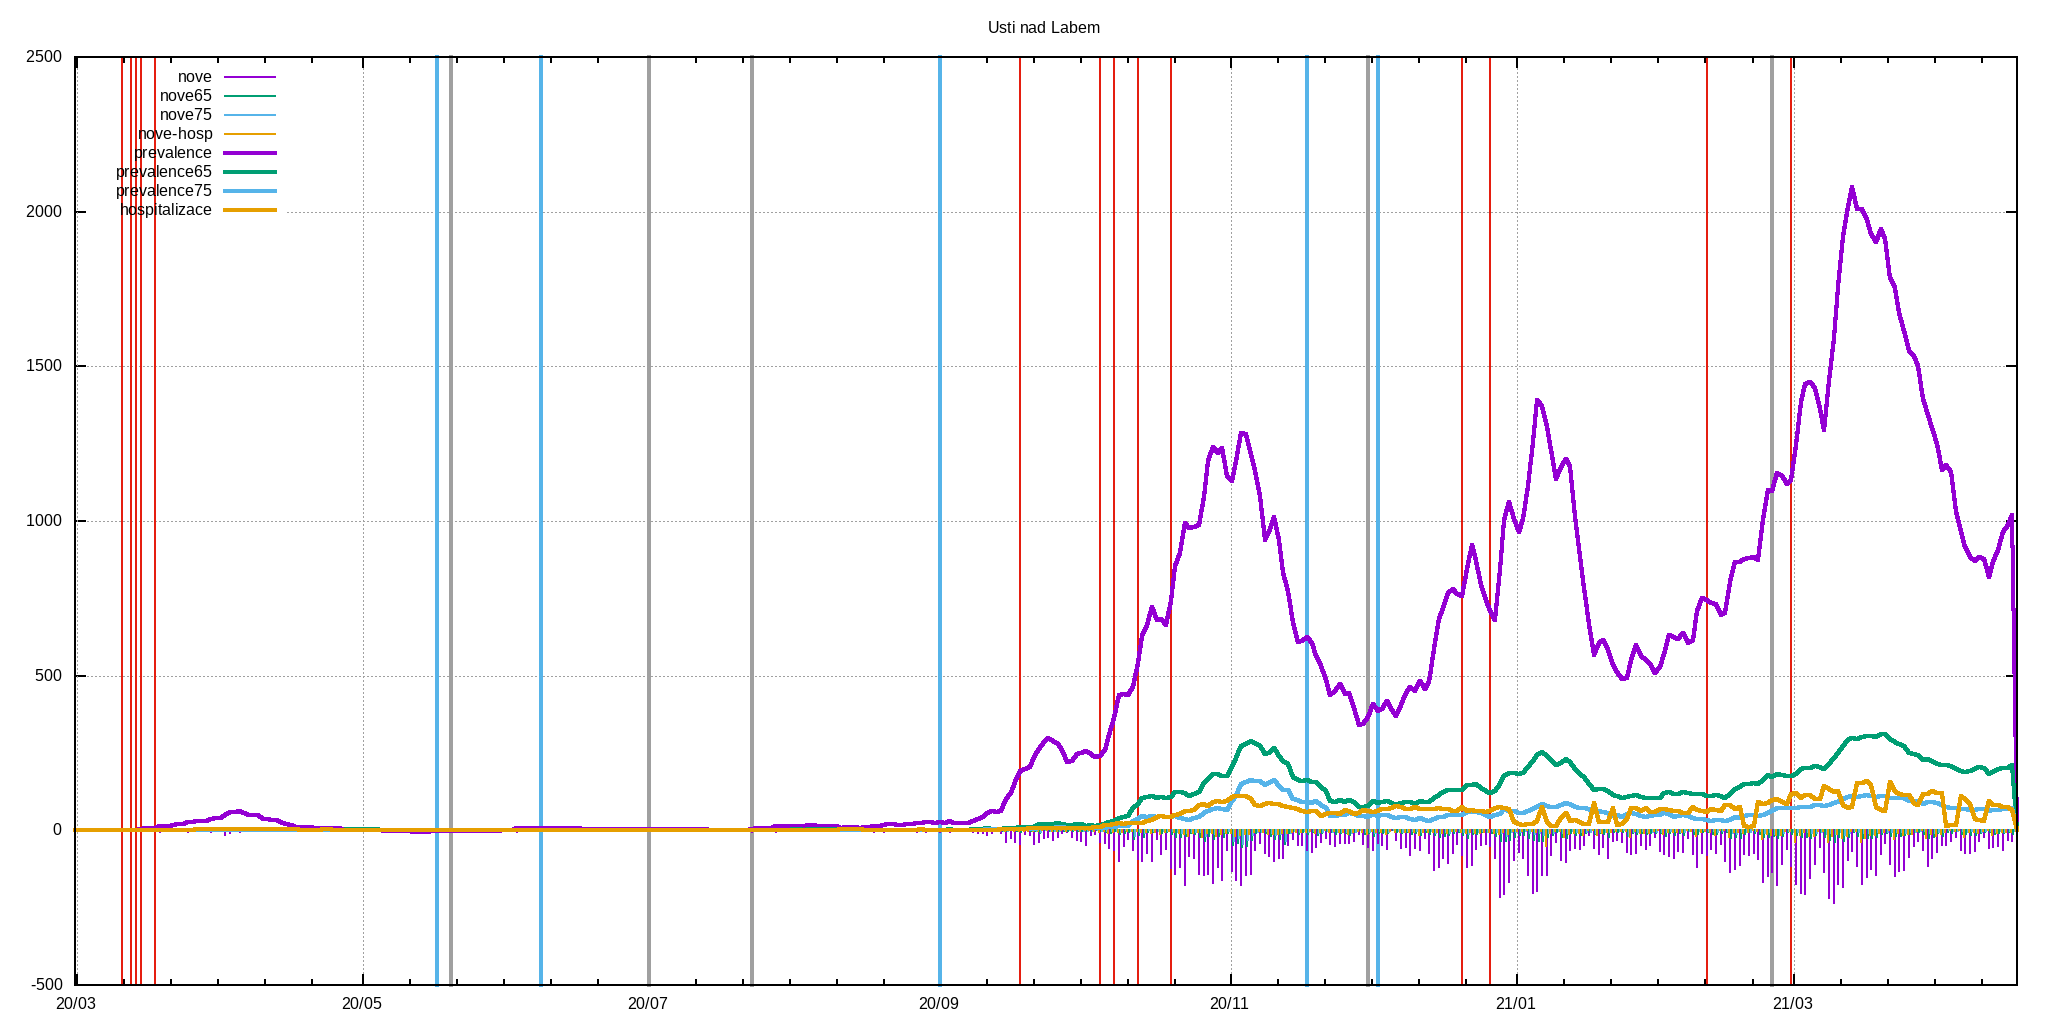 Usti nad Labem
2500
2000
1500
1000
500
0
-500
nove
nove65
nove75
nove-hosp
prevalence
prevalence65
prevalence75
hospitalizace
20/03
20/05
20/07
20/09
20/11
21/01
21/03